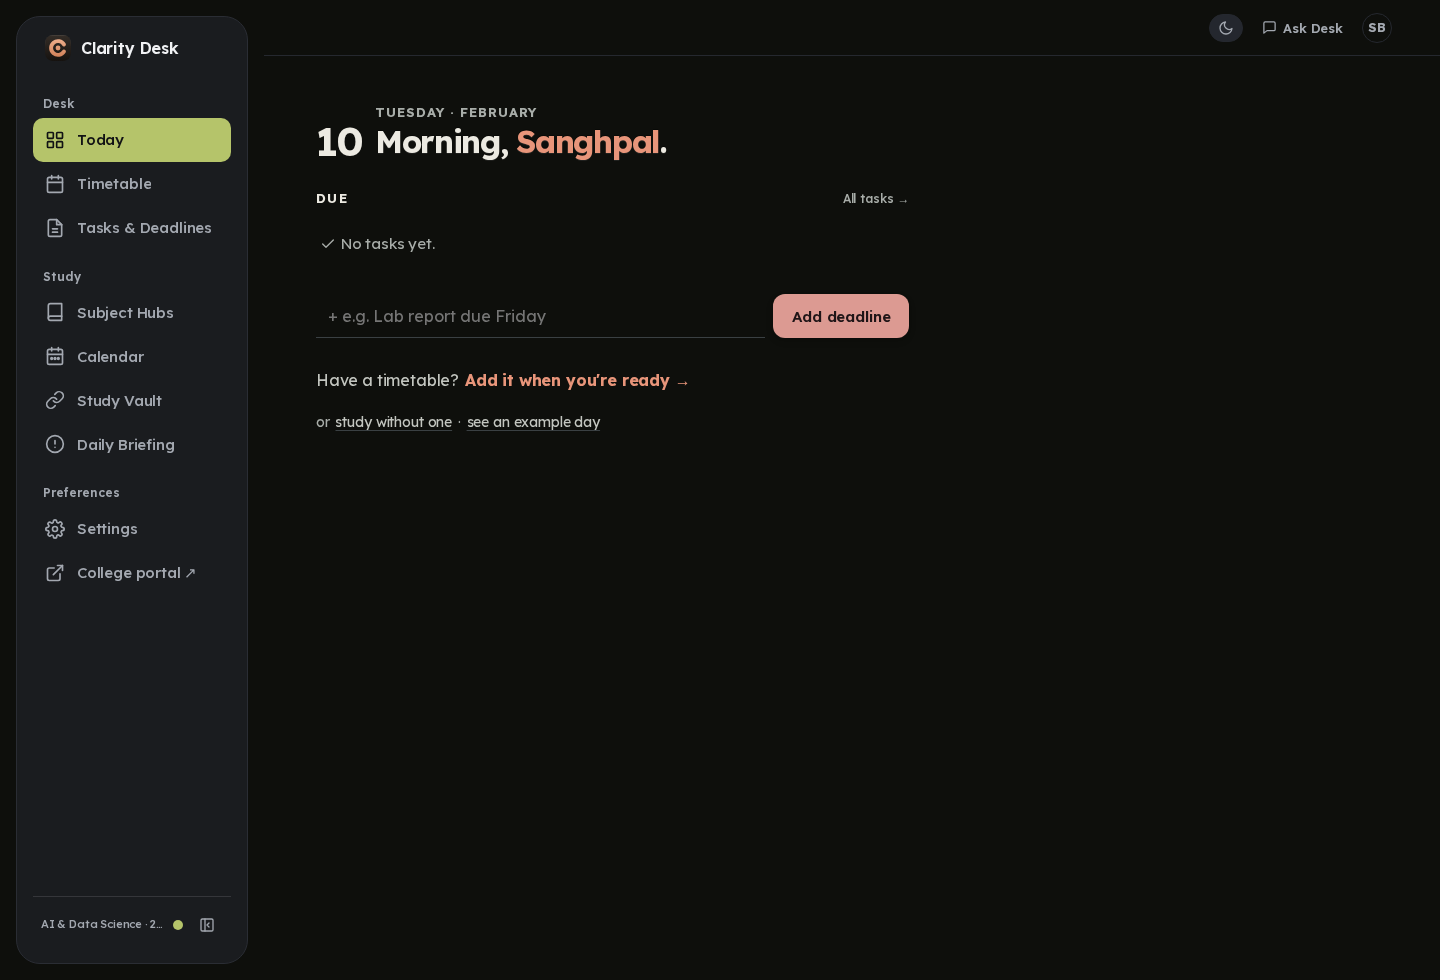 Clarity Desk
Desk
Today
Timetable
Tasks & Deadlines
Study
Subject Hubs
Calendar
Study Vault
Daily Briefing
Preferences
Settings
College portal ↗
AI & Data Science · 2…
Ask Desk
SB
TUESDAY · FEBRUARY
10 Morning, Sanghpal.
DUE
All tasks →
No tasks yet.
+ e.g. Lab report due Friday
Add deadline
Have a timetable? Add it when you're ready →
or study without one · see an example day